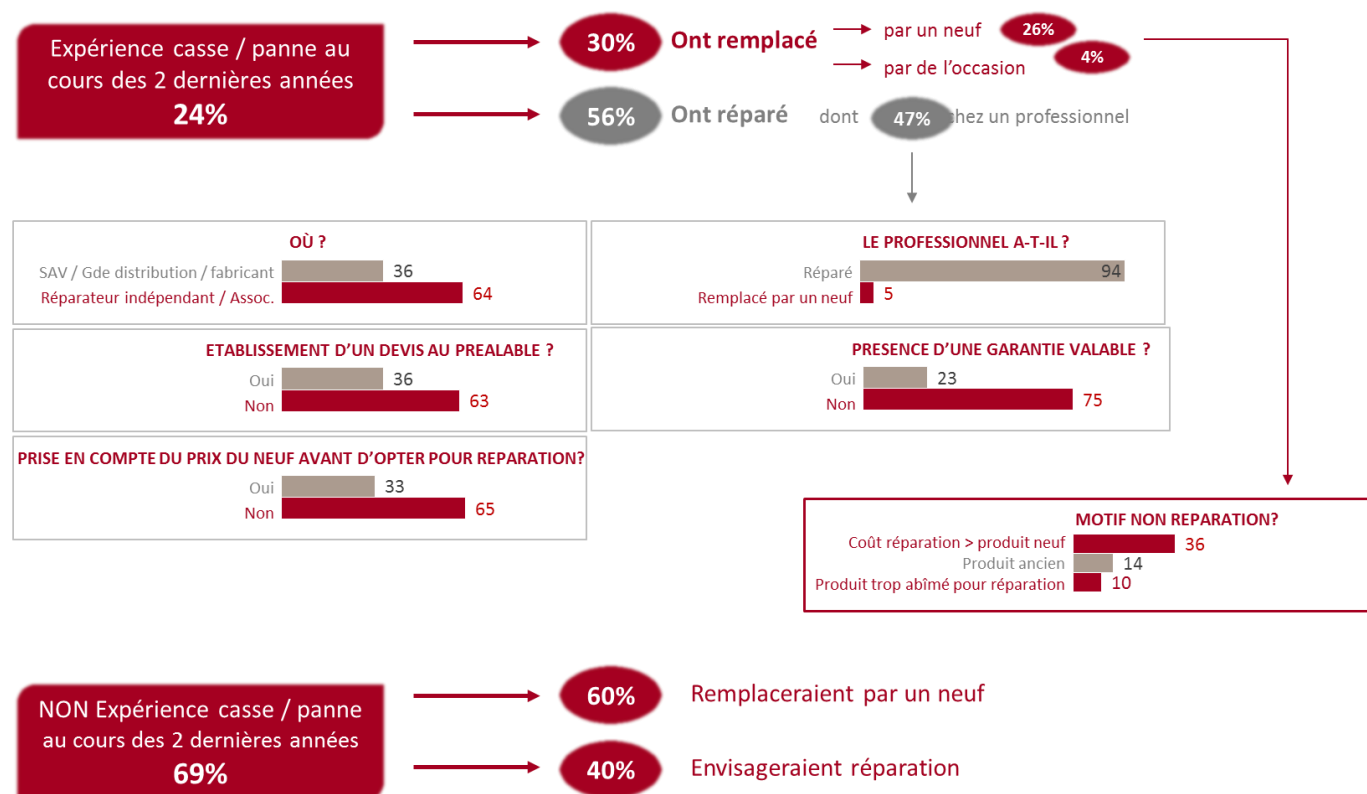 Expérience casse / panne au
cours des 2 dernières années
24%
30% Ont remplacé
par un neuf 26%
par de l'occasion 4%
56% Ont réparé dont 47% chez un professionnel
OÙ ?
SAV / Gde distribution / fabricant 36
Réparateur indépendant / Assoc. 64
LE PROFESSIONNEL A-T-IL ?
Réparé 94
Remplacé par un neuf 5
ETABLISSEMENT D'UN DEVIS AU PREALABLE ?
Oui 36
Non 63
PRESENCE D'UNE GARANTIE VALABLE ?
Oui 23
Non 75
PRISE EN COMPTE DU PRIX DU NEUF AVANT D'OPTER POUR REPARATION?
Oui 33
Non 65
MOTIF NON REPARATION?
Coût réparation > produit neuf 36
Produit ancien 14
Produit trop abîmé pour réparation 10
NON Expérience casse / panne
au cours des 2 dernières années
69%
60% Remplaceraient par un neuf
40% Envisageraient réparation